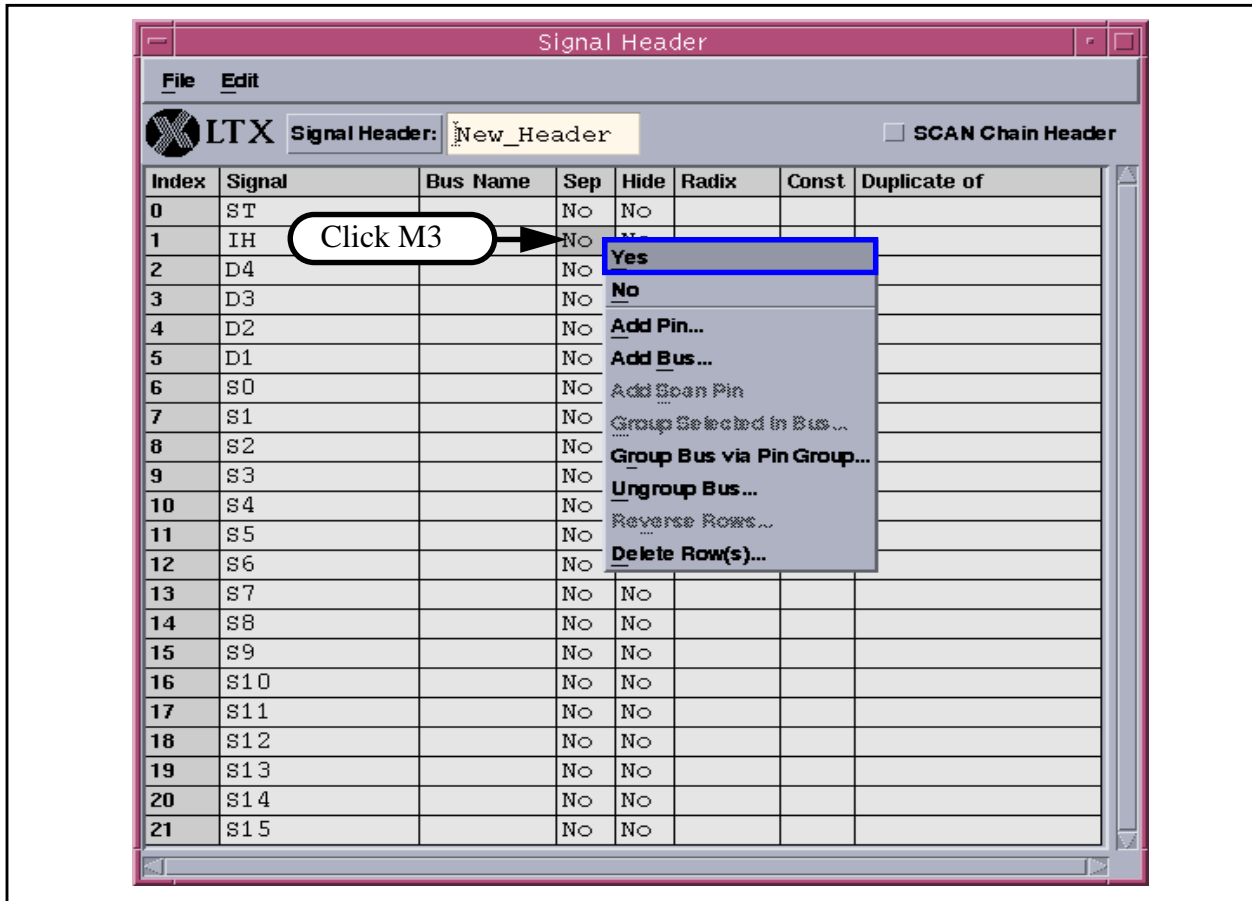 Signal Header
File Edit
LTX Signal Header: New_Header SCAN Chain Header
Index Signal Bus Name Sep Hide Radix Const Duplicate of
0 ST No No
1 IH Click M3 No No
2 D4 No
3 D3 No
4 D2 No
5 D1 No
6 S0 No
7 S1 No
8 S2 No
9 S3 No
10 S4 No
11 S5 No
12 S6 No
13 S7 No No
14 S8 No No
15 S9 No No
16 S10 No No
17 S11 No No
18 S12 No No
19 S13 No No
20 S14 No No
21 S15 No No
Yes
No
Add Pin...
Add Bus...
Add Scan Pin
Group Selected in Bus...
Group Bus via Pin Group...
Ungroup Bus...
Reverse Rows...
Delete Row(s)...